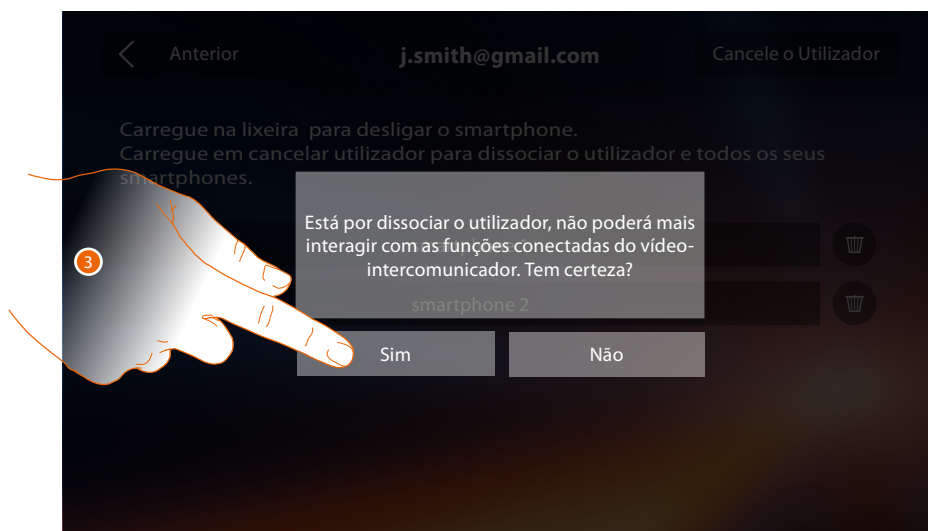 Anterior
j.smith@gmail.com
Cancele o Utilizador
Carregue na lixeira para desligar o smartphone.
Carregue em cancelar utilizador para dissociar o utilizador e todos os seus
smartphones.
Está por dissociar o utilizador, não poderá mais
interagir com as funções conectadas do vídeo-
intercomunicador. Tem certeza?
smartphone 2
3
Sim
Não